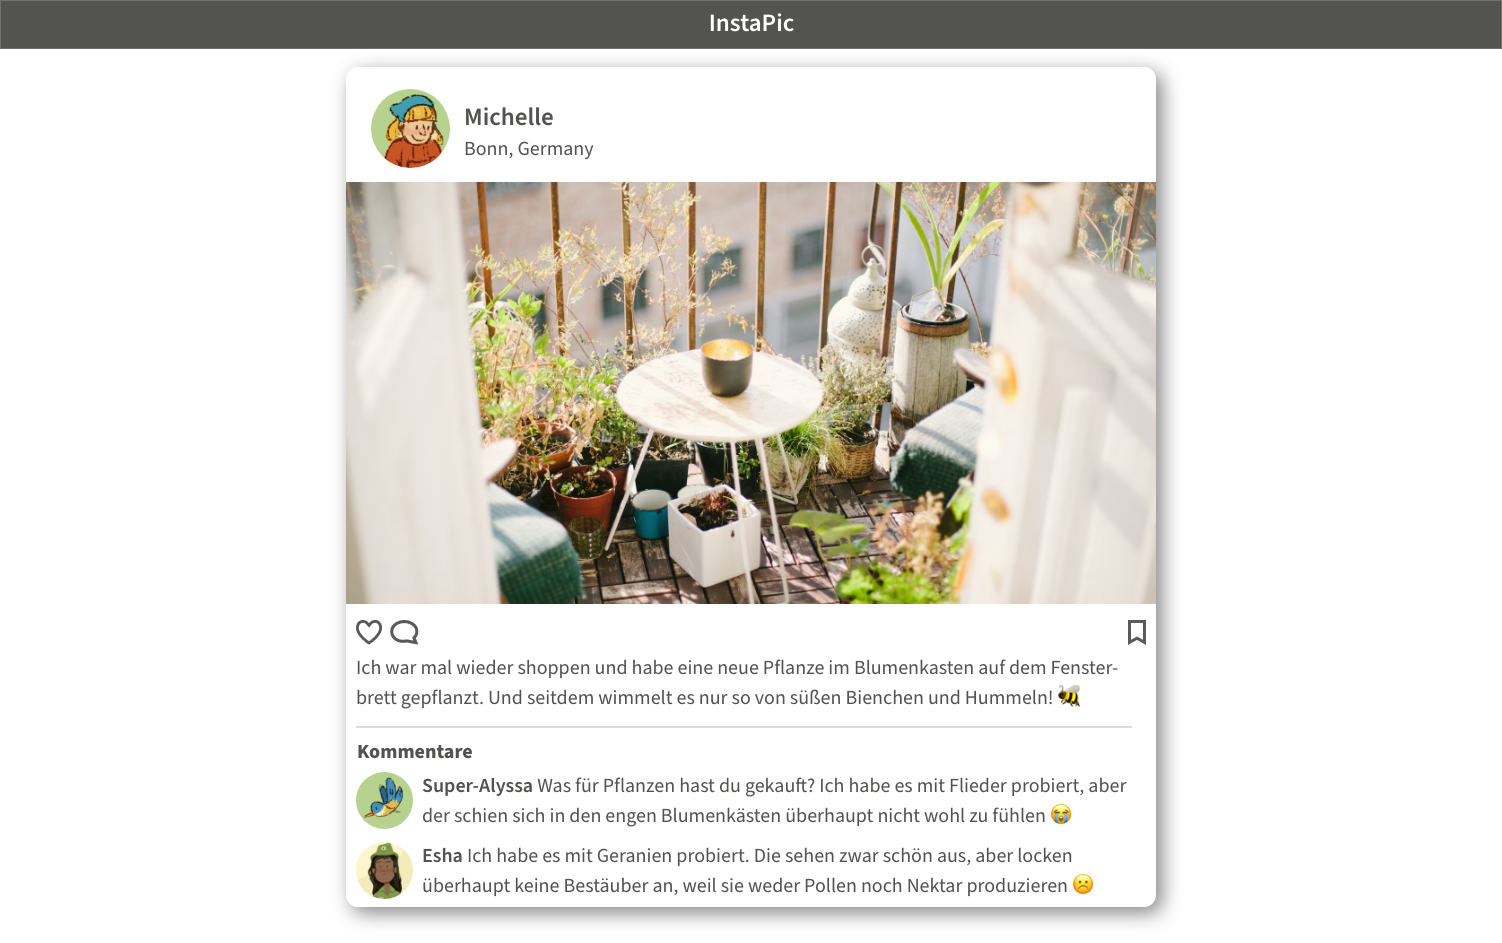 InstaPic
Michelle
Bonn, Germany
Ich war mal wieder shoppen und habe eine neue Pflanze im Blumenkasten auf dem Fenster-
brett gepflanzt. Und seitdem wimmelt es nur so von süßen Bienchen und Hummeln! 🐝
Kommentare
Super-Alyssa Was für Pflanzen hast du gekauft? Ich habe es mit Flieder probiert, aber
der schien sich in den engen Blumenkästen überhaupt nicht wohl zu fühlen 😭
Esha Ich habe es mit Geranien probiert. Die sehen zwar schön aus, aber locken
überhaupt keine Bestäuber an, weil sie weder Pollen noch Nektar produzieren ☹️